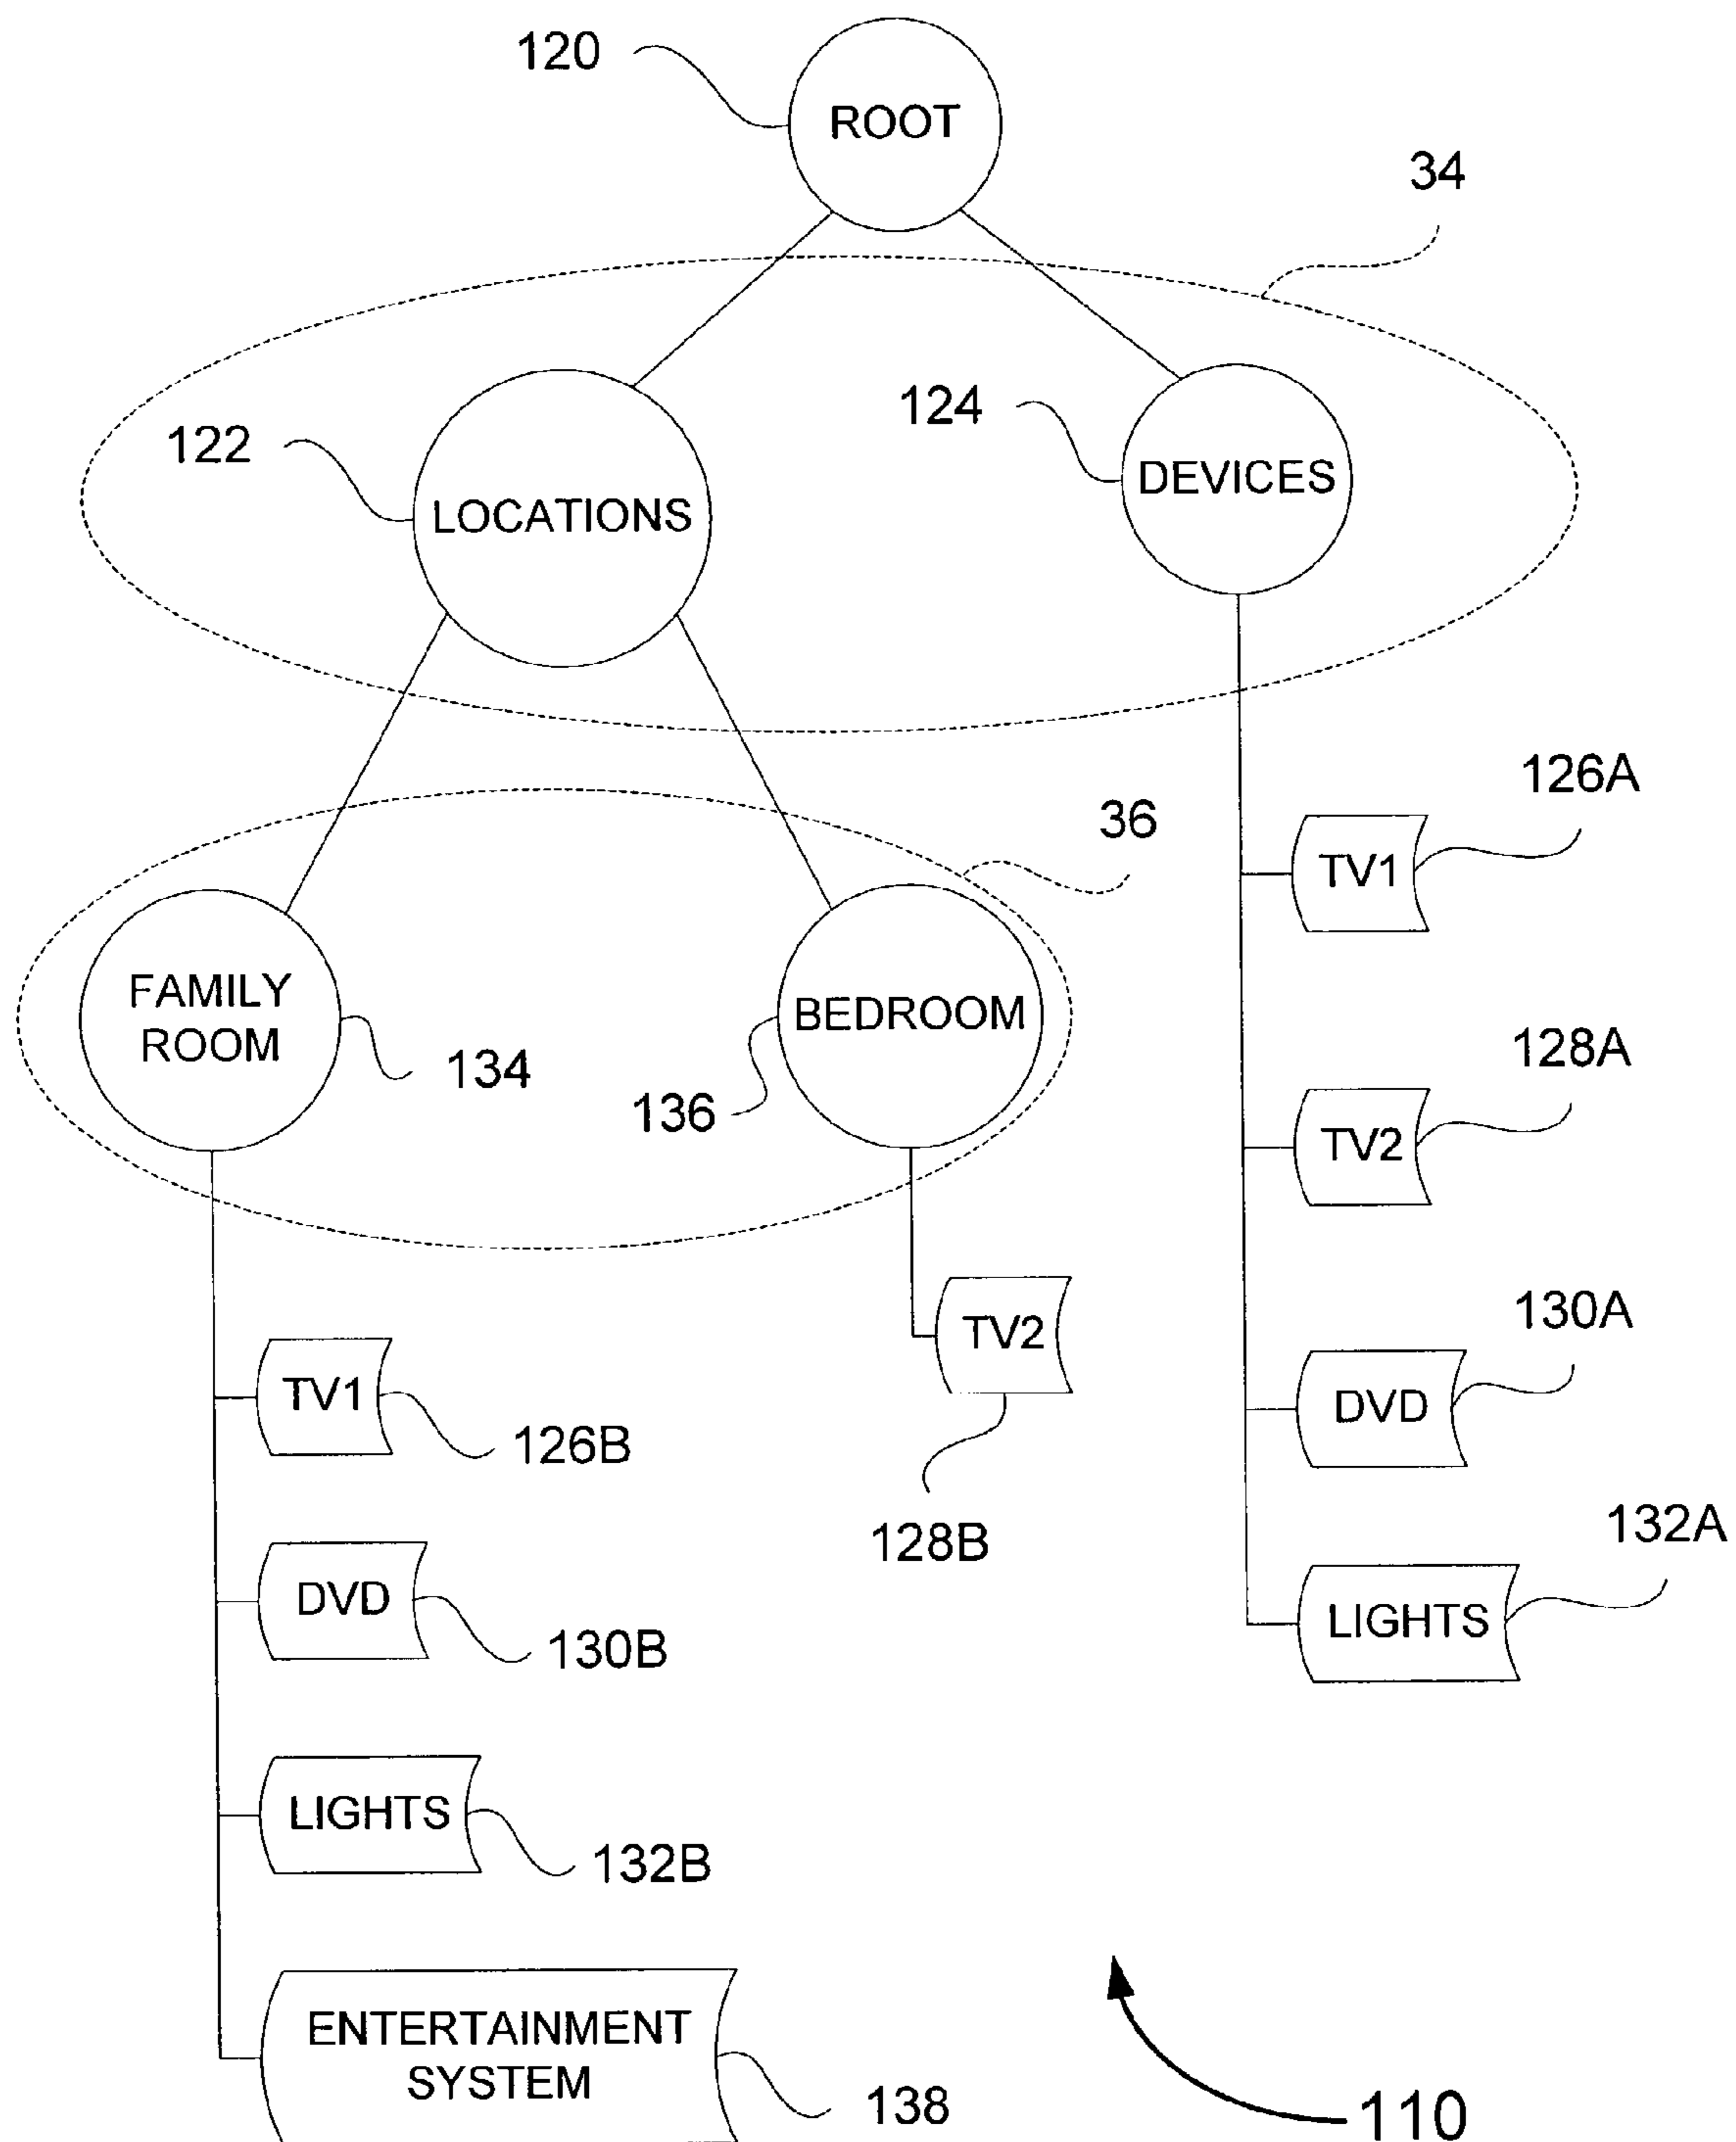 120
ROOT
34
122
LOCATIONS
124
DEVICES
36
126A
TV1
FAMILY
ROOM
134
BEDROOM
136
128A
TV2
TV2
128B
130A
DVD
TV1
126B
132A
LIGHTS
DVD
130B
LIGHTS
132B
ENTERTAINMENT
SYSTEM
138
110